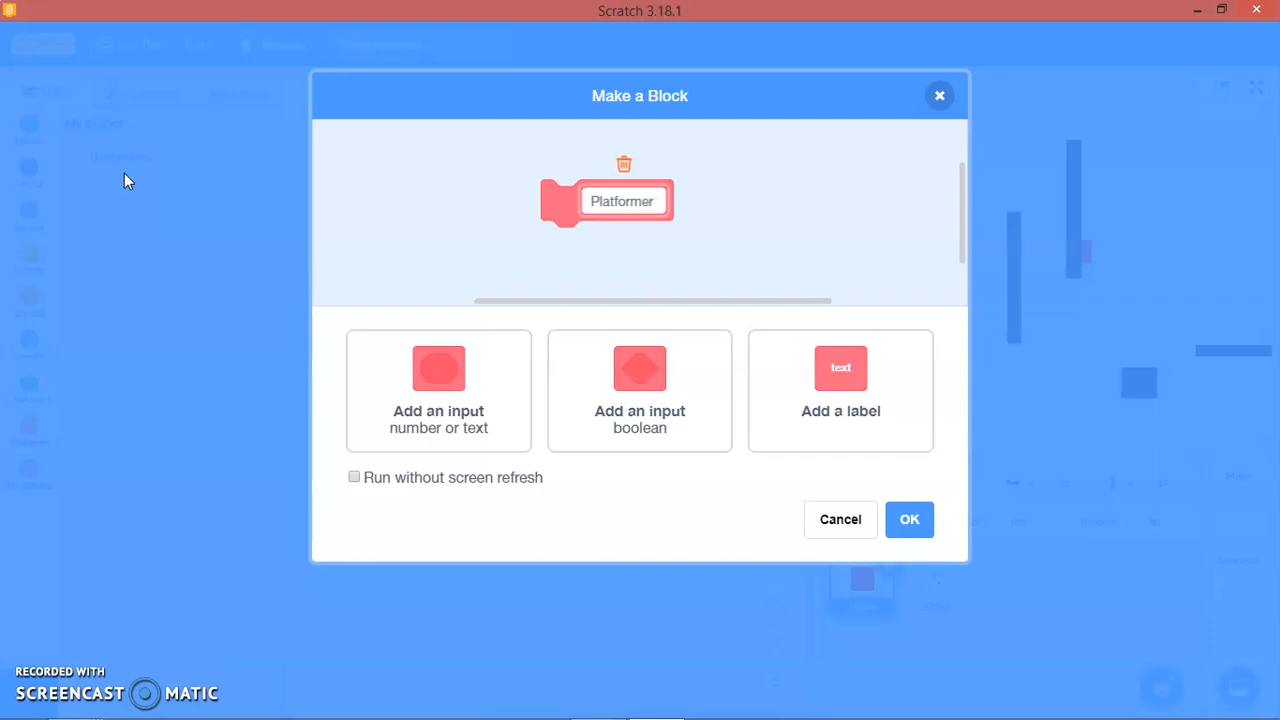 Scratch 3.18.1
Make a Block
Platformer
text
Add an input
number or text
Add an input
boolean
Add a label
Run without screen refresh
Cancel
OK
RECORDED WITH
SCREENCAST MATIC